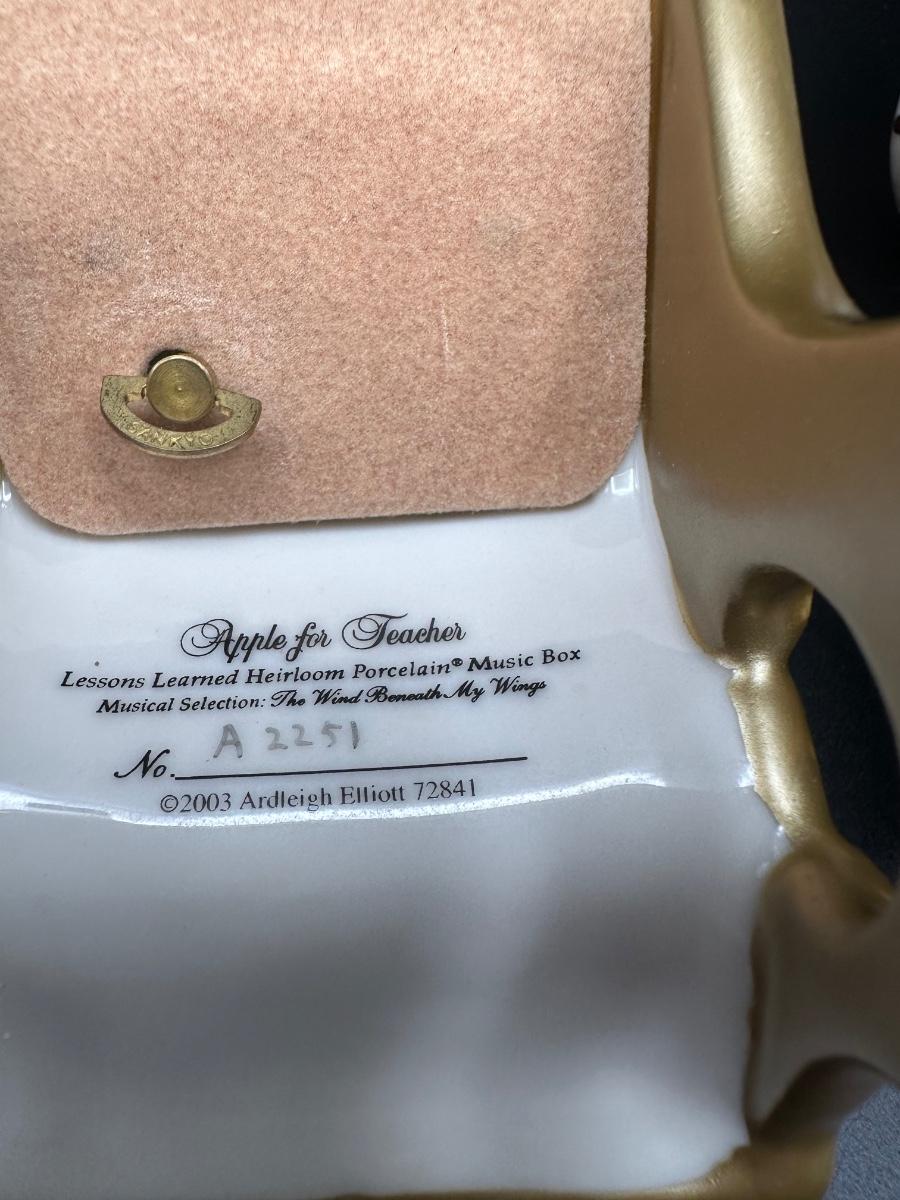 SANKYO
Apple for Teacher
Lessons Learned Heirloom Porcelain® Music Box
Musical Selection: The Wind Beneath My Wings
No. A 2251
©2003 Ardleigh Elliott 72841